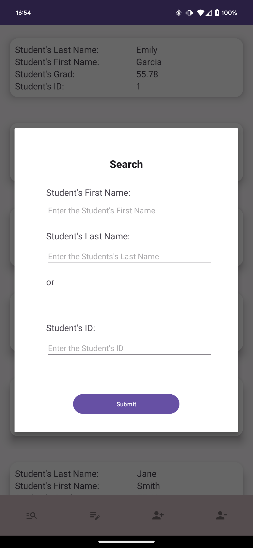 15:54
100%
Student's Last Name: Emily
Student's First Name: Garcia
Student's Grad: 55.78
Student's ID: 1
Search
Student's First Name:
Enter the Student's First Name
Student's Last Name:
Enter the Students's Last Name
or
Student's ID:
Enter the Student's ID
Submit
Student's Last Name: Jane
Student's First Name: Smith